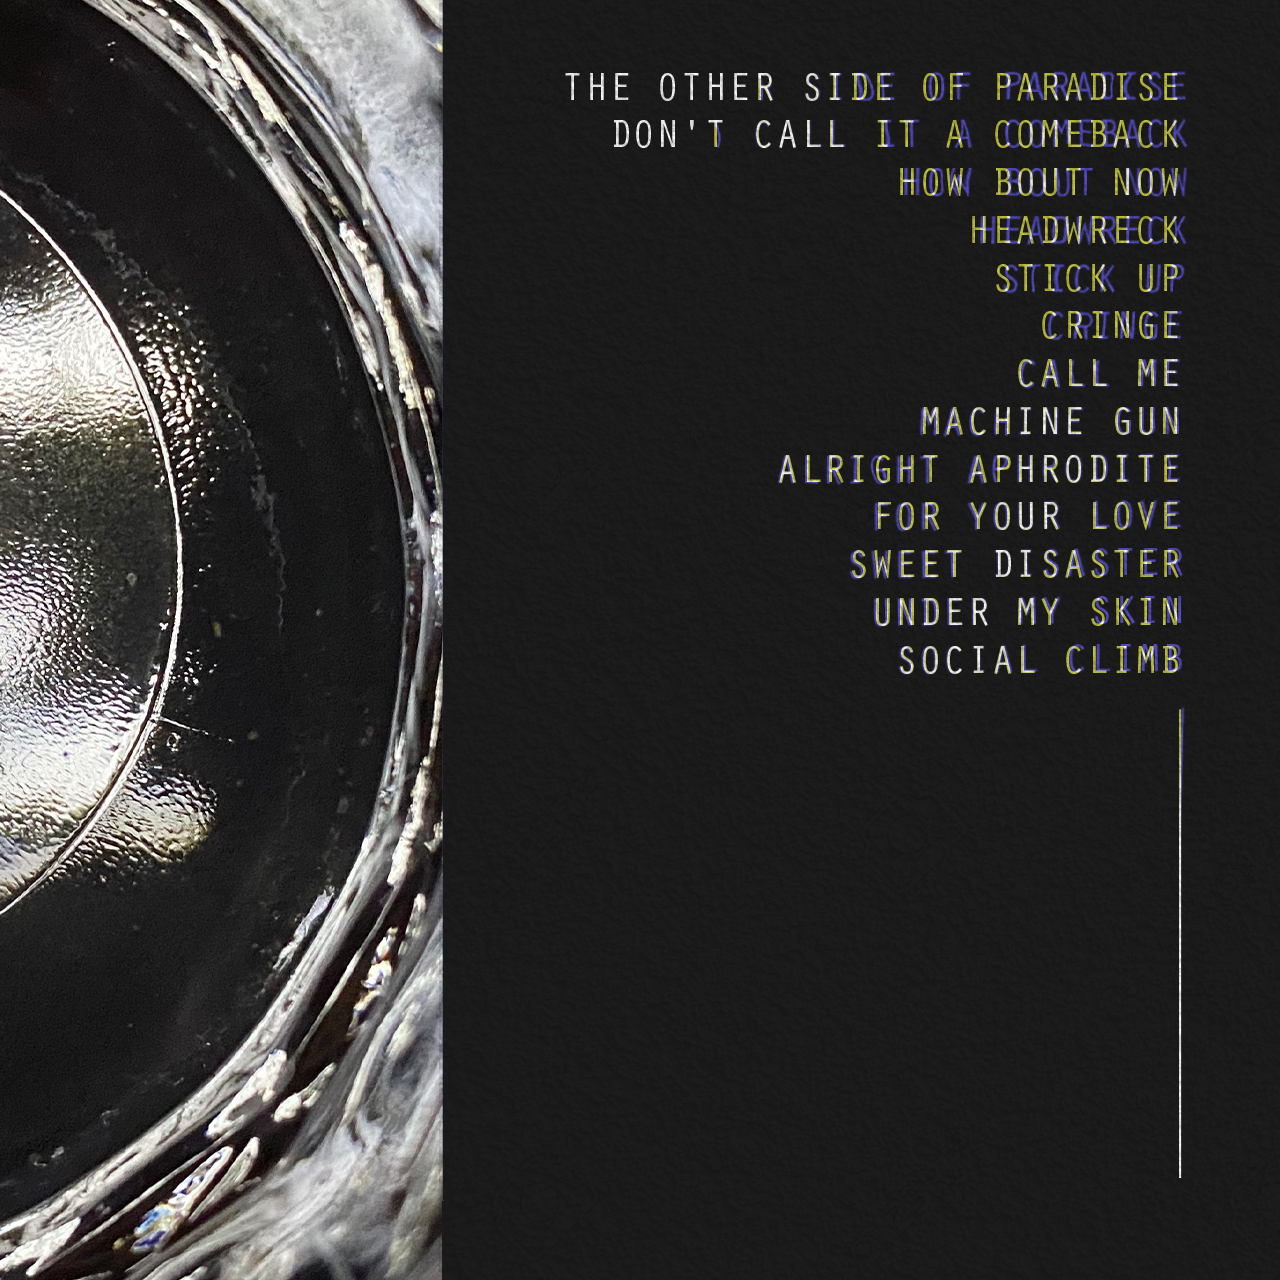 THE OTHER SIDE OF PARADISE
DON'T CALL IT A COMEBACK
HOW BOUT NOW
HEADWRECK
STICK UP
CRINGE
CALL ME
MACHINE GUN
ALRIGHT APHRODITE
FOR YOUR LOVE
SWEET DISASTER
UNDER MY SKIN
SOCIAL CLIMB